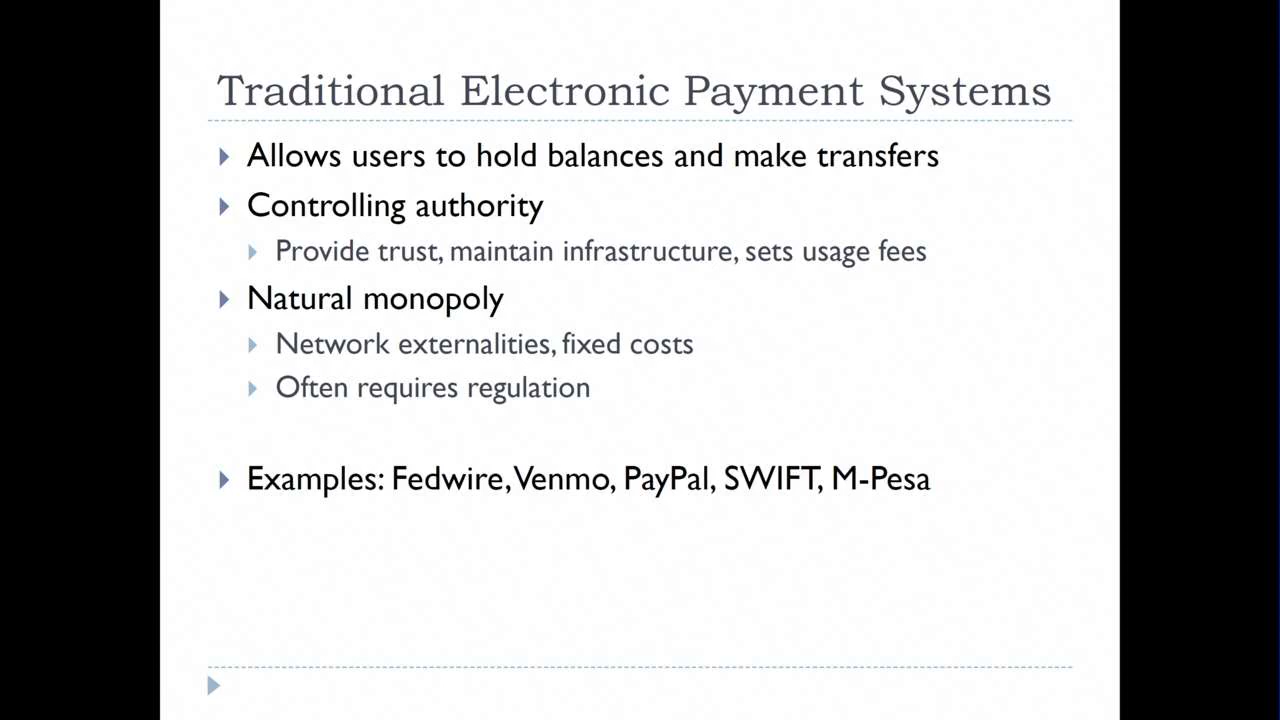 Traditional Electronic Payment Systems
Allows users to hold balances and make transfers
Controlling authority
Provide trust, maintain infrastructure, sets usage fees
Natural monopoly
Network externalities, fixed costs
Often requires regulation
Examples: Fedwire, Venmo, PayPal, SWIFT, M-Pesa